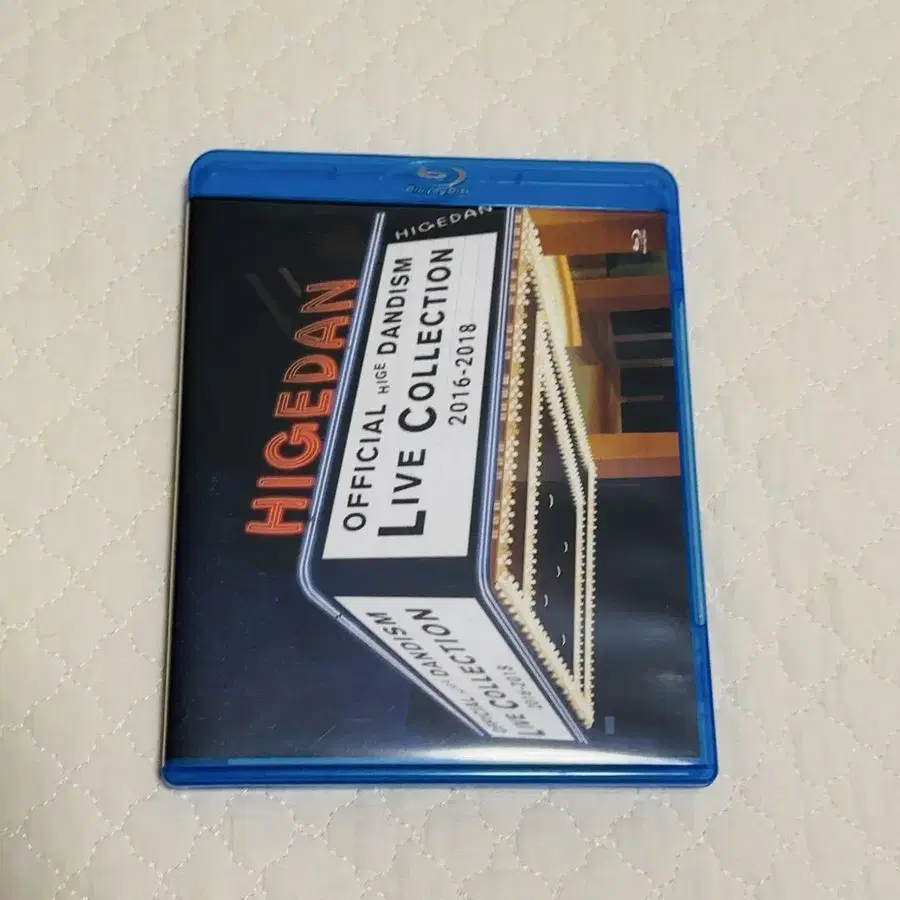 Blu-ray Disc
HIGEDAN
HIGEDAN
OFFICIAL HIGE DANDISM
LIVE COLLECTION
2016-2018
OFFICIAL HIGE DANDISM
LIVE COLLECTION
2016-2018